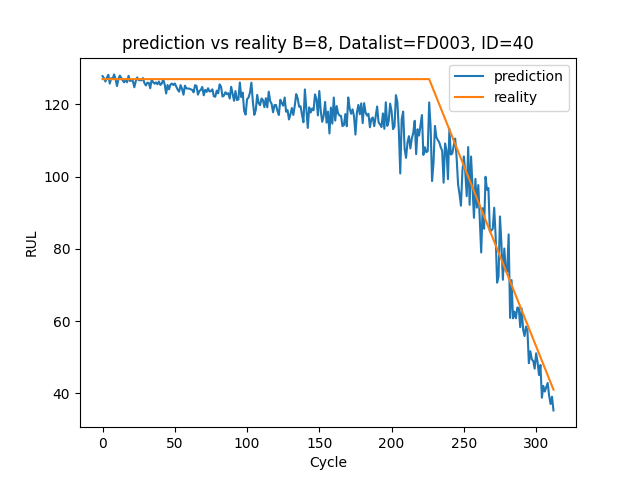 prediction vs reality B=8, Datalist=FD003, ID=40
prediction
reality
120
100
80
60
40
RUL
0 50 100 150 200 250 300
Cycle